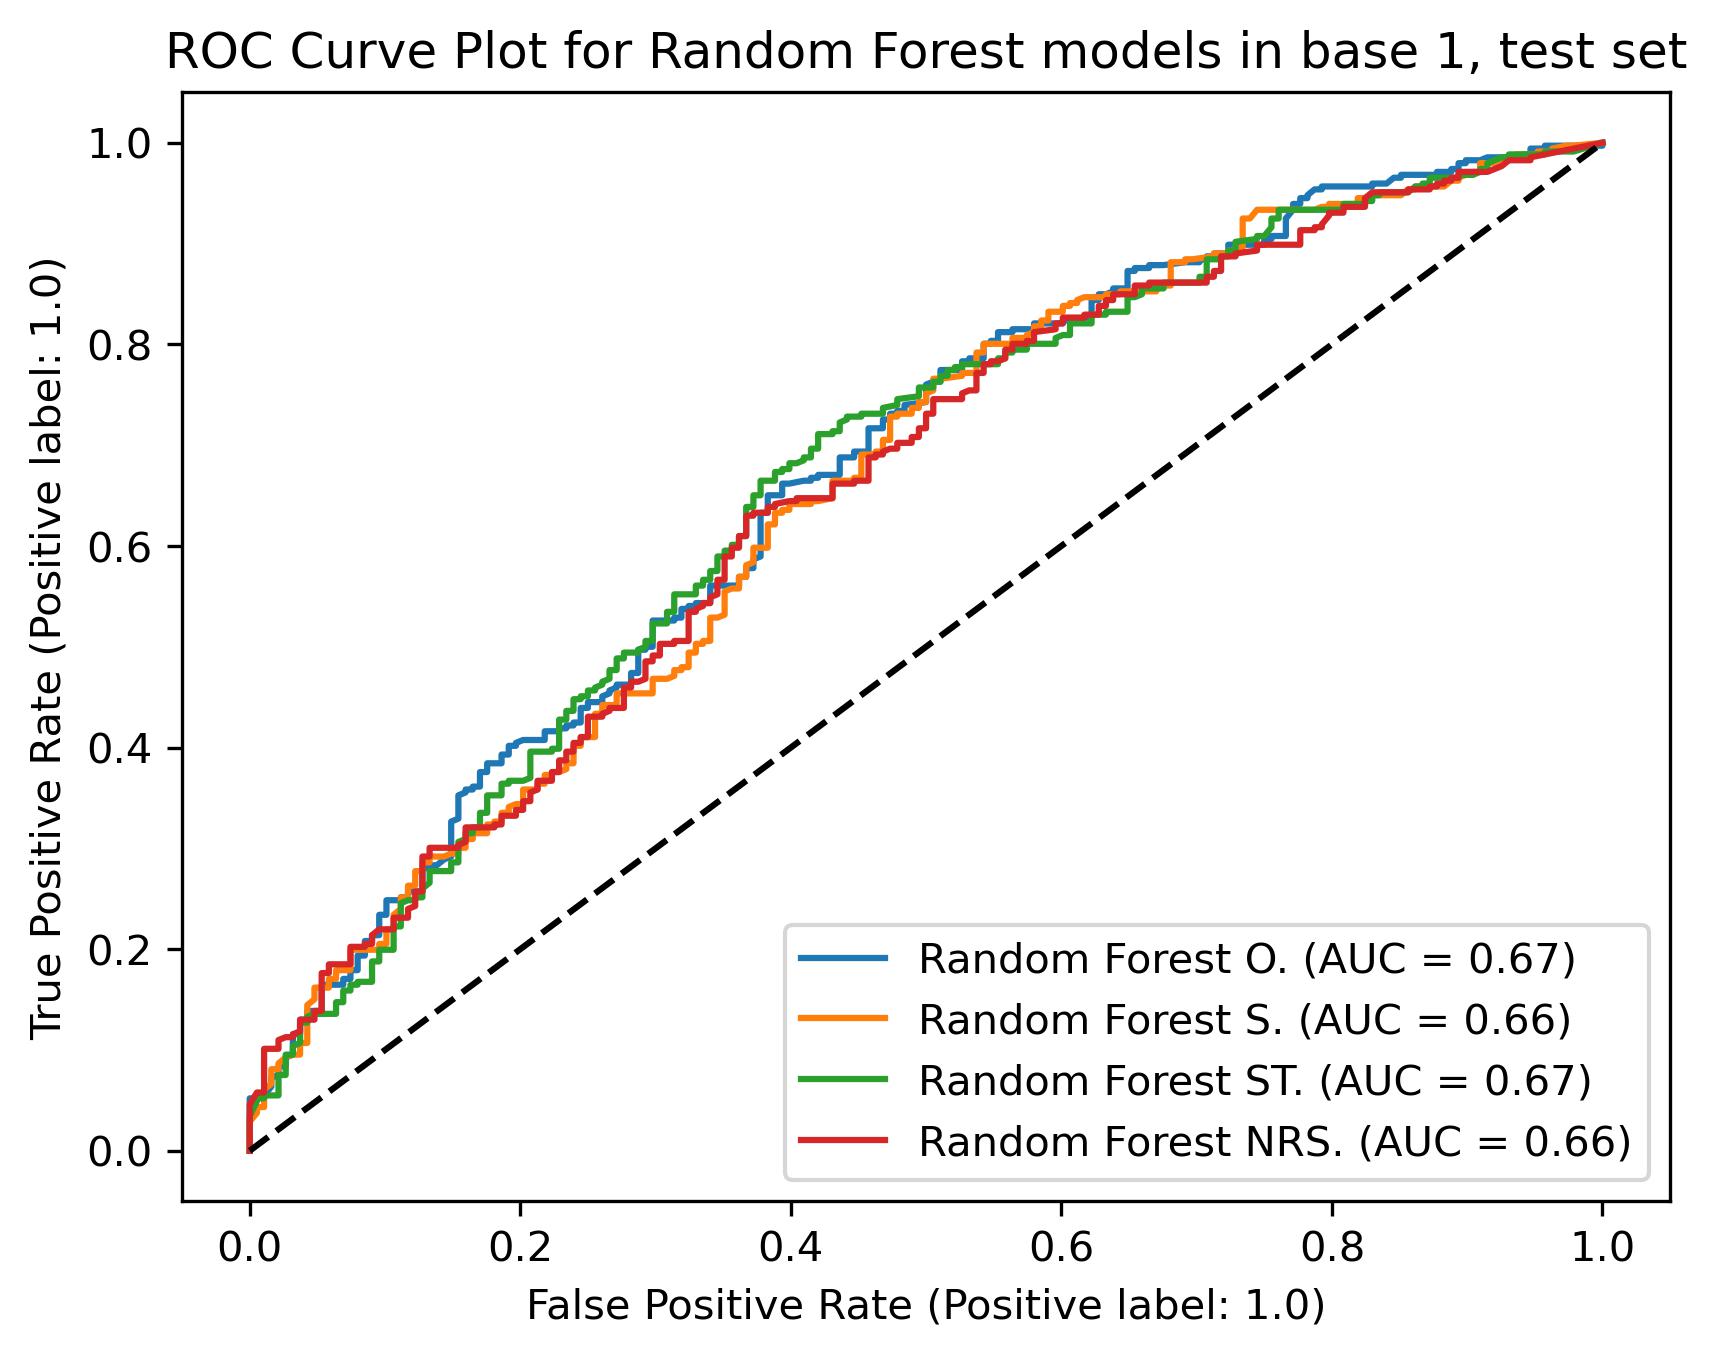 ROC Curve Plot for Random Forest models in base 1, test set
True Positive Rate (Positive label: 1.0)
1.0
0.8
0.6
0.4
0.2
0.0
Random Forest O. (AUC = 0.67)
Random Forest S. (AUC = 0.66)
Random Forest ST. (AUC = 0.67)
Random Forest NRS. (AUC = 0.66)
0.0 0.2 0.4 0.6 0.8 1.0
False Positive Rate (Positive label: 1.0)